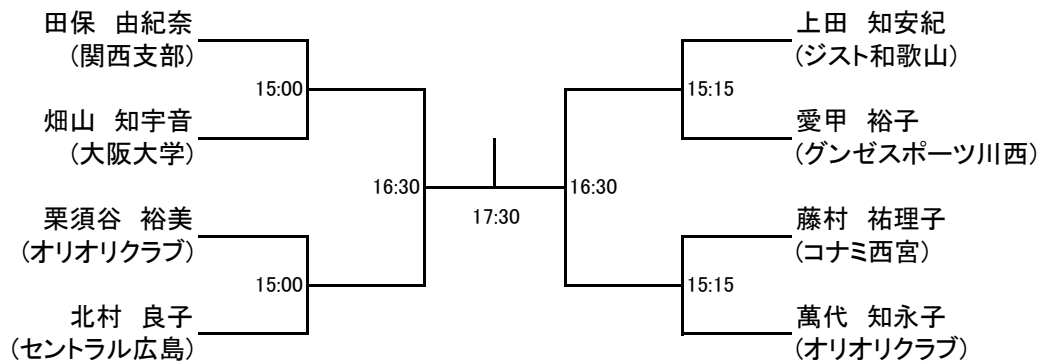 田保　由紀奈
(関西支部)
15:00
畑山　知宇音
(大阪大学)
16:30
栗須谷　裕美
(オリオリクラブ)
15:00
北村　良子
(セントラル広島)
17:30
上田　知安紀
(ジスト和歌山)
15:15
愛甲　裕子
(グンゼスポーツ川西)
16:30
藤村　祐理子
(コナミ西宮)
15:15
萬代　知永子
(オリオリクラブ)